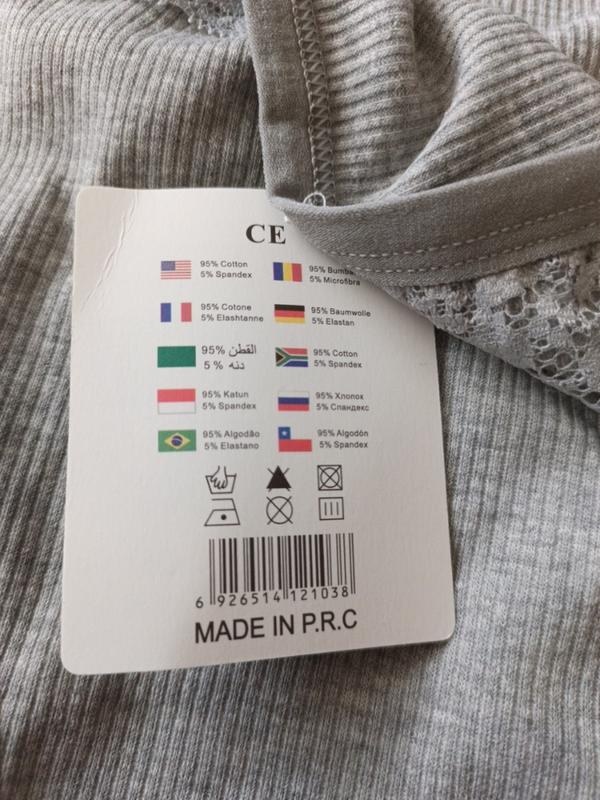 CE
95% Cotton
5% Spandex
5% Microfibra
95% Cotone
5% Elashtanne
95% Baumwolle
5% Elastan
95% القطن
5 % دنه
95% Cotton
5% Spandex
95% Katun
5% Spandex
95% Хлопок
5% Спандекс
95% Algodão
5% Elastano
95% Algodón
5% Spandex
6 926514 121038
MADE IN P.R.C